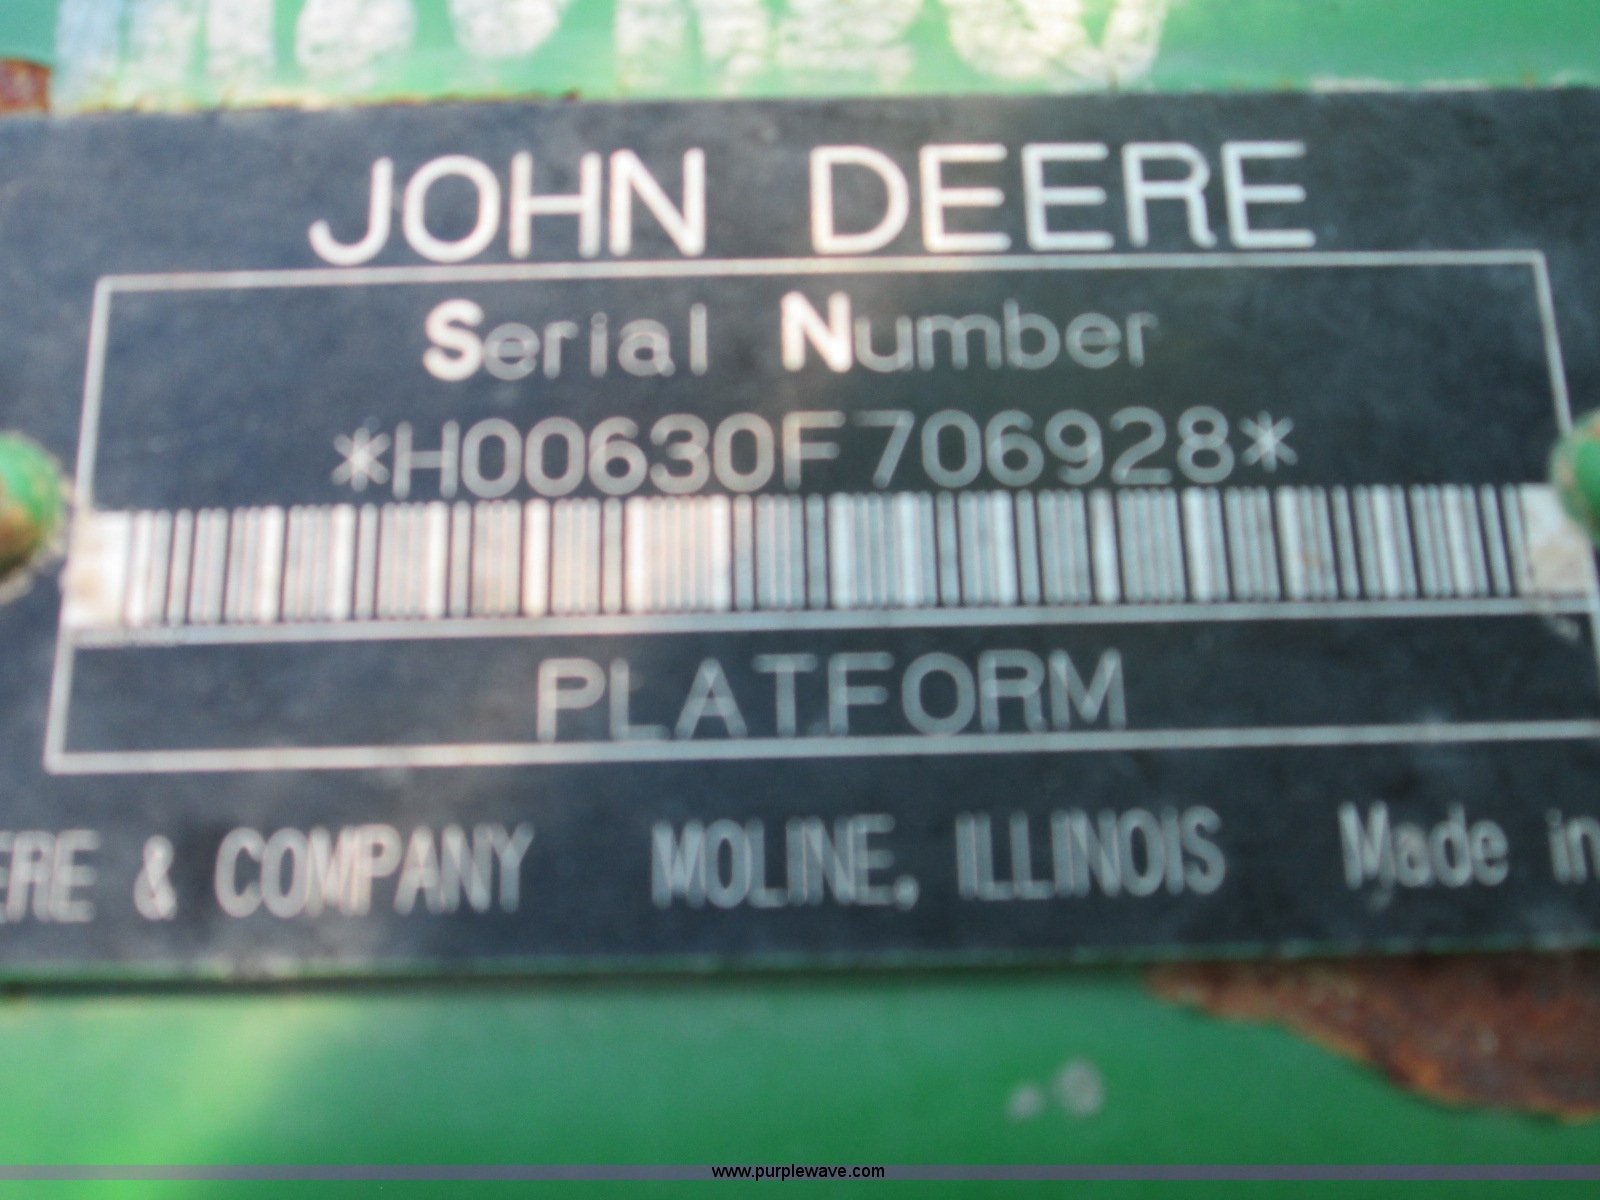 JOHN DEERE
Serial Number
*H00630F706928*
PLATFORM
ERE & COMPANY MOLINE, ILLINOIS Made in
www.purplewave.com